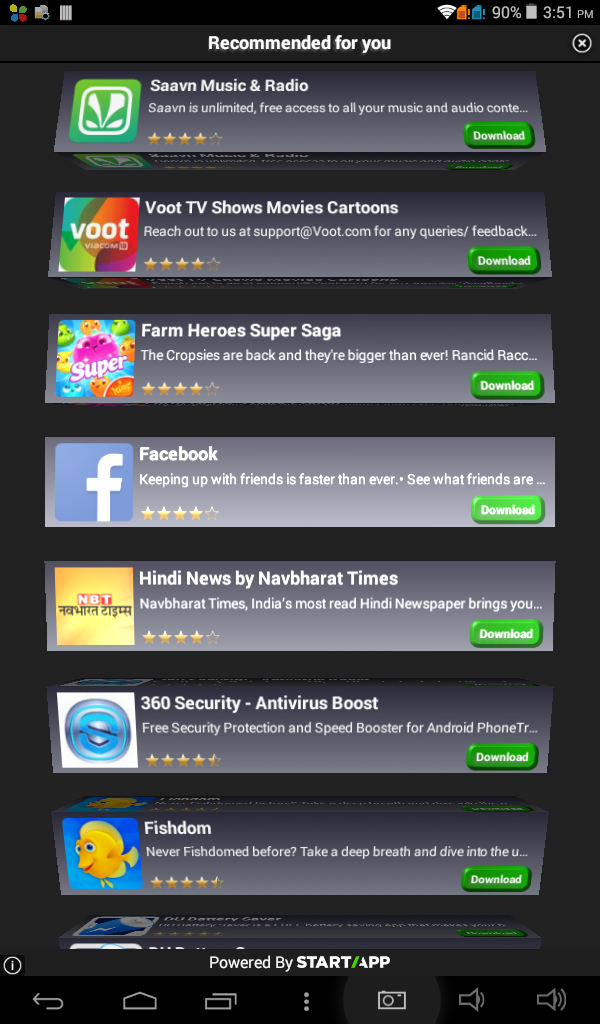 90% 3:51 PM
Recommended for you
Saavn Music & Radio
Saavn is unlimited, free access to all your music and audio conte...
Download
Voot TV Shows Movies Cartoons
voot
VIACOM 18
Reach out to us at support@Voot.com for any queries/ feedback...
Download
Farm Heroes Super Saga
Super
The Cropsies are back and they're bigger than ever! Rancid Racc...
Download
Facebook
f
Keeping up with friends is faster than ever.• See what friends are ...
Download
Hindi News by Navbharat Times
NBT
नवभारत टाइम्स
Navbharat Times, India's most read Hindi Newspaper brings you...
Download
360 Security - Antivirus Boost
S
Free Security Protection and Speed Booster for Android PhoneTr...
Download
Fishdom
Never Fishdomed before? Take a deep breath and dive into the u...
Download
DU Battery Saver
Powered By START/APP